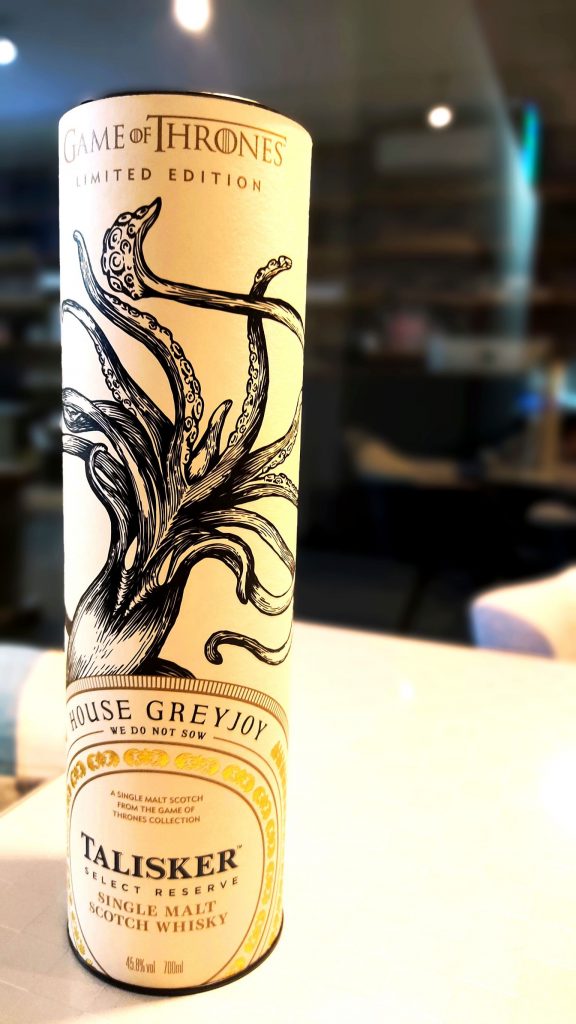 GAME OF THRONES
LIMITED EDITION
HOUSE GREYJOY
WE DO NOT SOW
A SINGLE MALT SCOTCH
FROM THE GAME OF
THRONES COLLECTION
TALISKER™
SELECT RESERVE
SINGLE MALT
SCOTCH WHISKY
45.8% vol 700ml